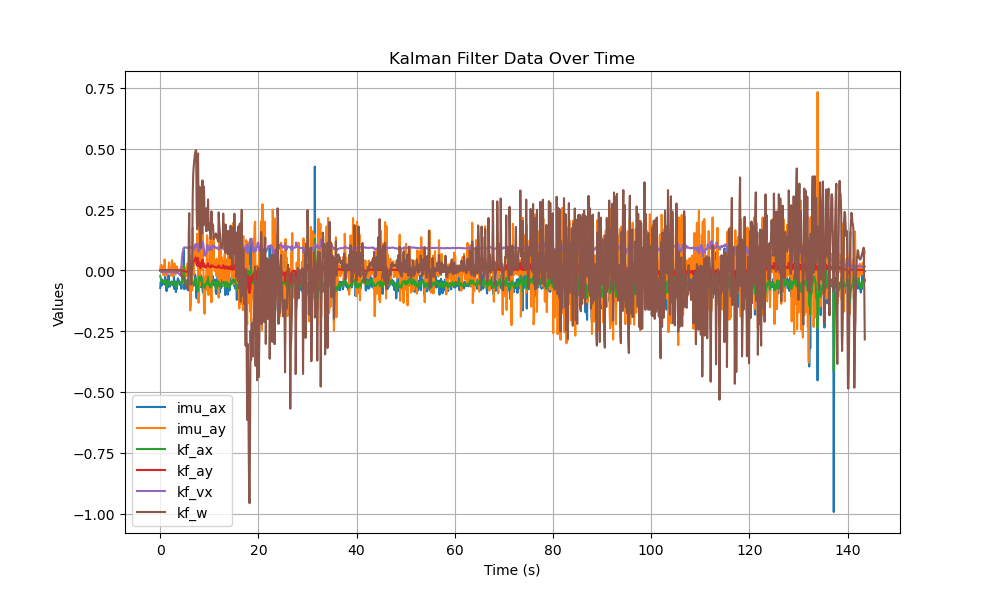 Kalman Filter Data Over Time
Values
0.75
0.50
0.25
0.00
−0.25
−0.50
−0.75
−1.00
imu_ax
imu_ay
kf_ax
kf_ay
kf_vx
kf_w
0 20 40 60 80 100 120 140
Time (s)